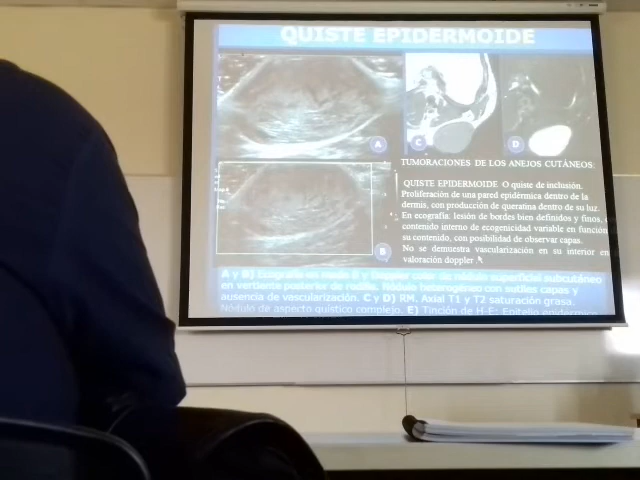 QUISTE EPIDERMOIDE
A
C
D
B
TUMORACIONES DE LOS ANEJOS CUTÁNEOS:
QUISTE EPIDERMOIDE O quiste de inclusión.
Proliferación de una pared epidérmica dentro de la
dermis, con producción de queratina dentro de su luz.
En ecografía: lesión de bordes bien definidos y finos,
contenido interno de ecogenicidad variable en función
su contenido, con posibilidad de observar capas.
No se demuestra vascularización en su interior en
valoración doppler
A y B) Ecografía en modo B y Doppler color de nódulo superficial subcutáneo
en vertiente posterior de rodilla. Nódulo heterogéneo con sutiles capas y
ausencia de vascularización. C y D) RM. Axial T1 y T2 saturación grasa.
Nódulo de aspecto quístico complejo. E) Tinción de H-E: Epitelio